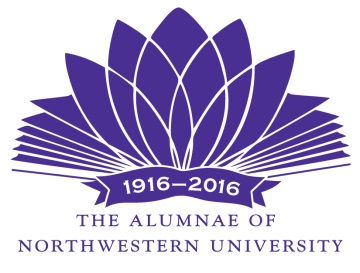 1916–2016
THE ALUMNAE OF
NORTHWESTERN UNIVERSITY